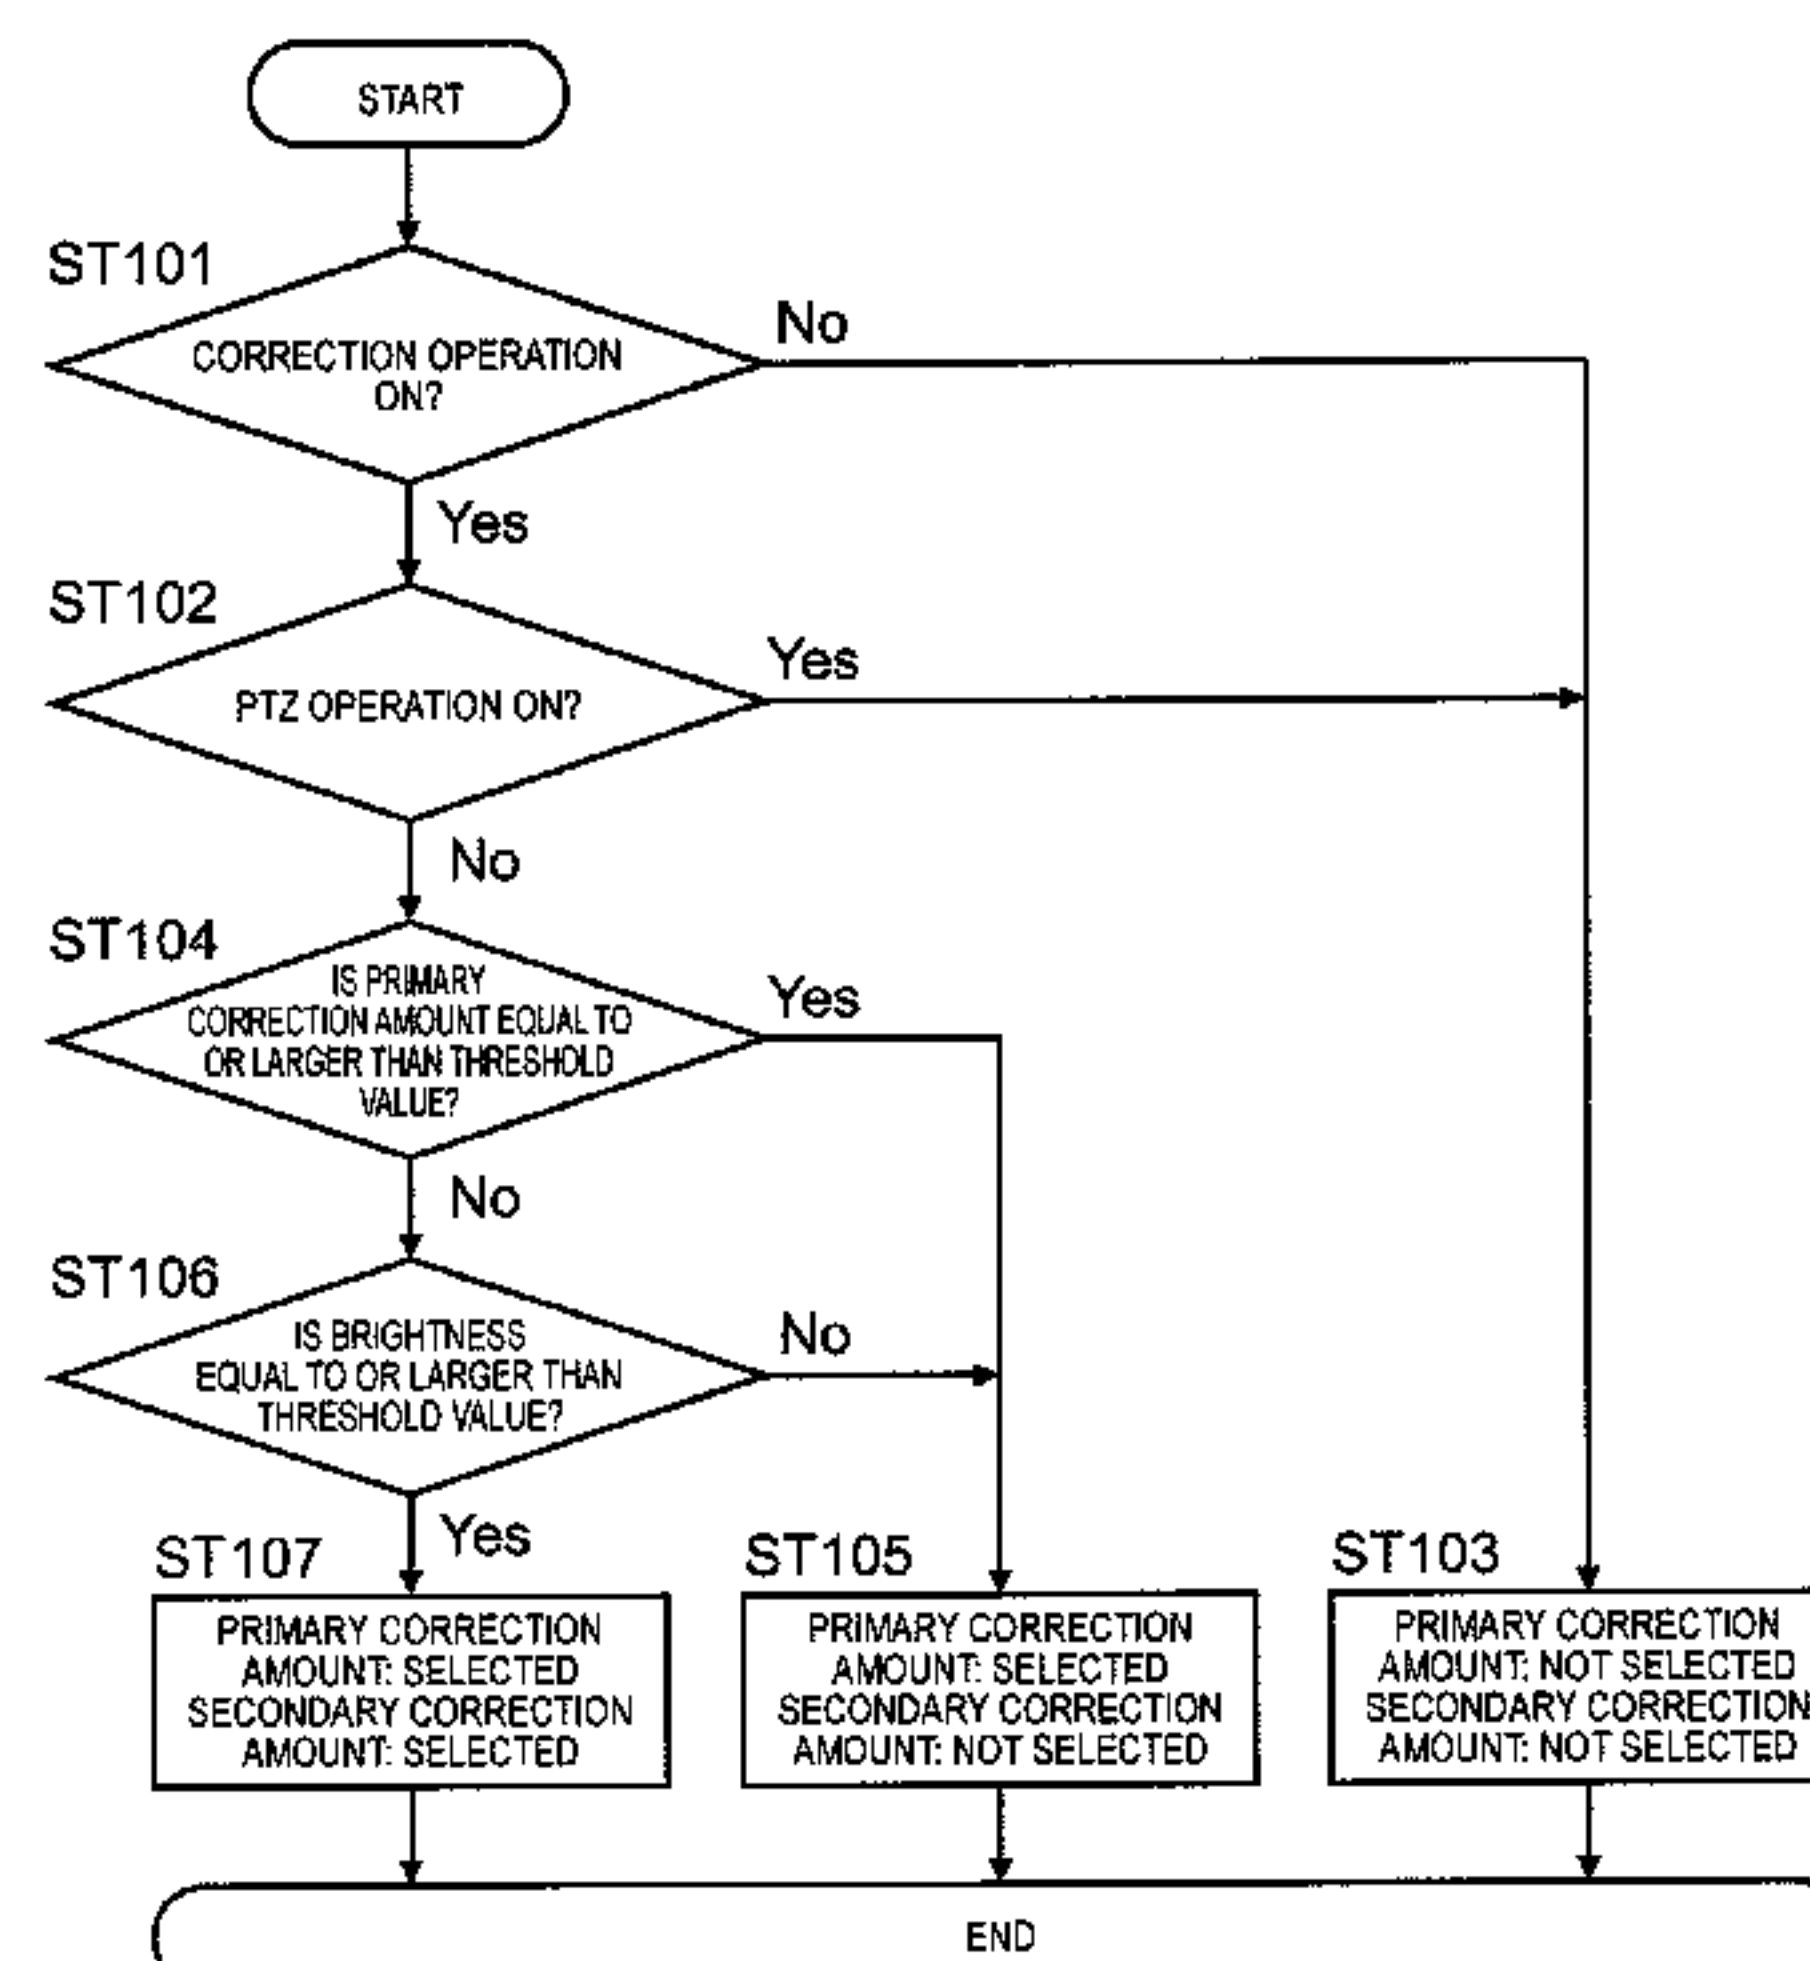 START
ST101
CORRECTION OPERATION
ON?
No
Yes
ST102
PTZ OPERATION ON?
Yes
No
ST104
IS PRIMARY
CORRECTION AMOUNT EQUAL TO
OR LARGER THAN THRESHOLD
VALUE?
Yes
No
ST106
IS BRIGHTNESS
EQUAL TO OR LARGER THAN
THRESHOLD VALUE?
No
Yes
ST107
PRIMARY CORRECTION
AMOUNT: SELECTED
SECONDARY CORRECTION
AMOUNT: SELECTED
ST105
PRIMARY CORRECTION
AMOUNT: SELECTED
SECONDARY CORRECTION
AMOUNT: NOT SELECTED
ST103
PRIMARY CORRECTION
AMOUNT: NOT SELECTED
SECONDARY CORRECTION
AMOUNT: NOT SELECTED
END